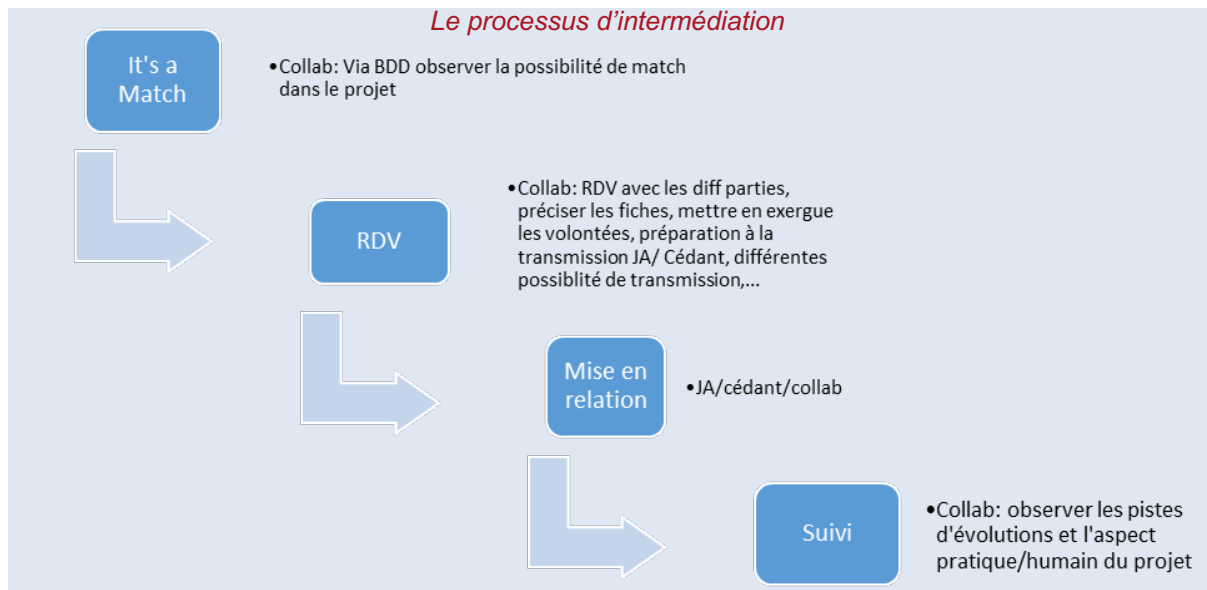 Le processus d'intermédiation
It's a
Match
•Collab: Via BDD observer la possibilité de match
dans le projet
RDV
•Collab: RDV avec les diff parties,
préciser les fiches, mettre en exergue
les volontées, préparation à la
transmission JA/ Cédant, différentes
possiblité de transmission,...
Mise en
relation
•JA/cédant/collab
Suivi
•Collab: observer les pistes
d'évolutions et l'aspect
pratique/humain du projet